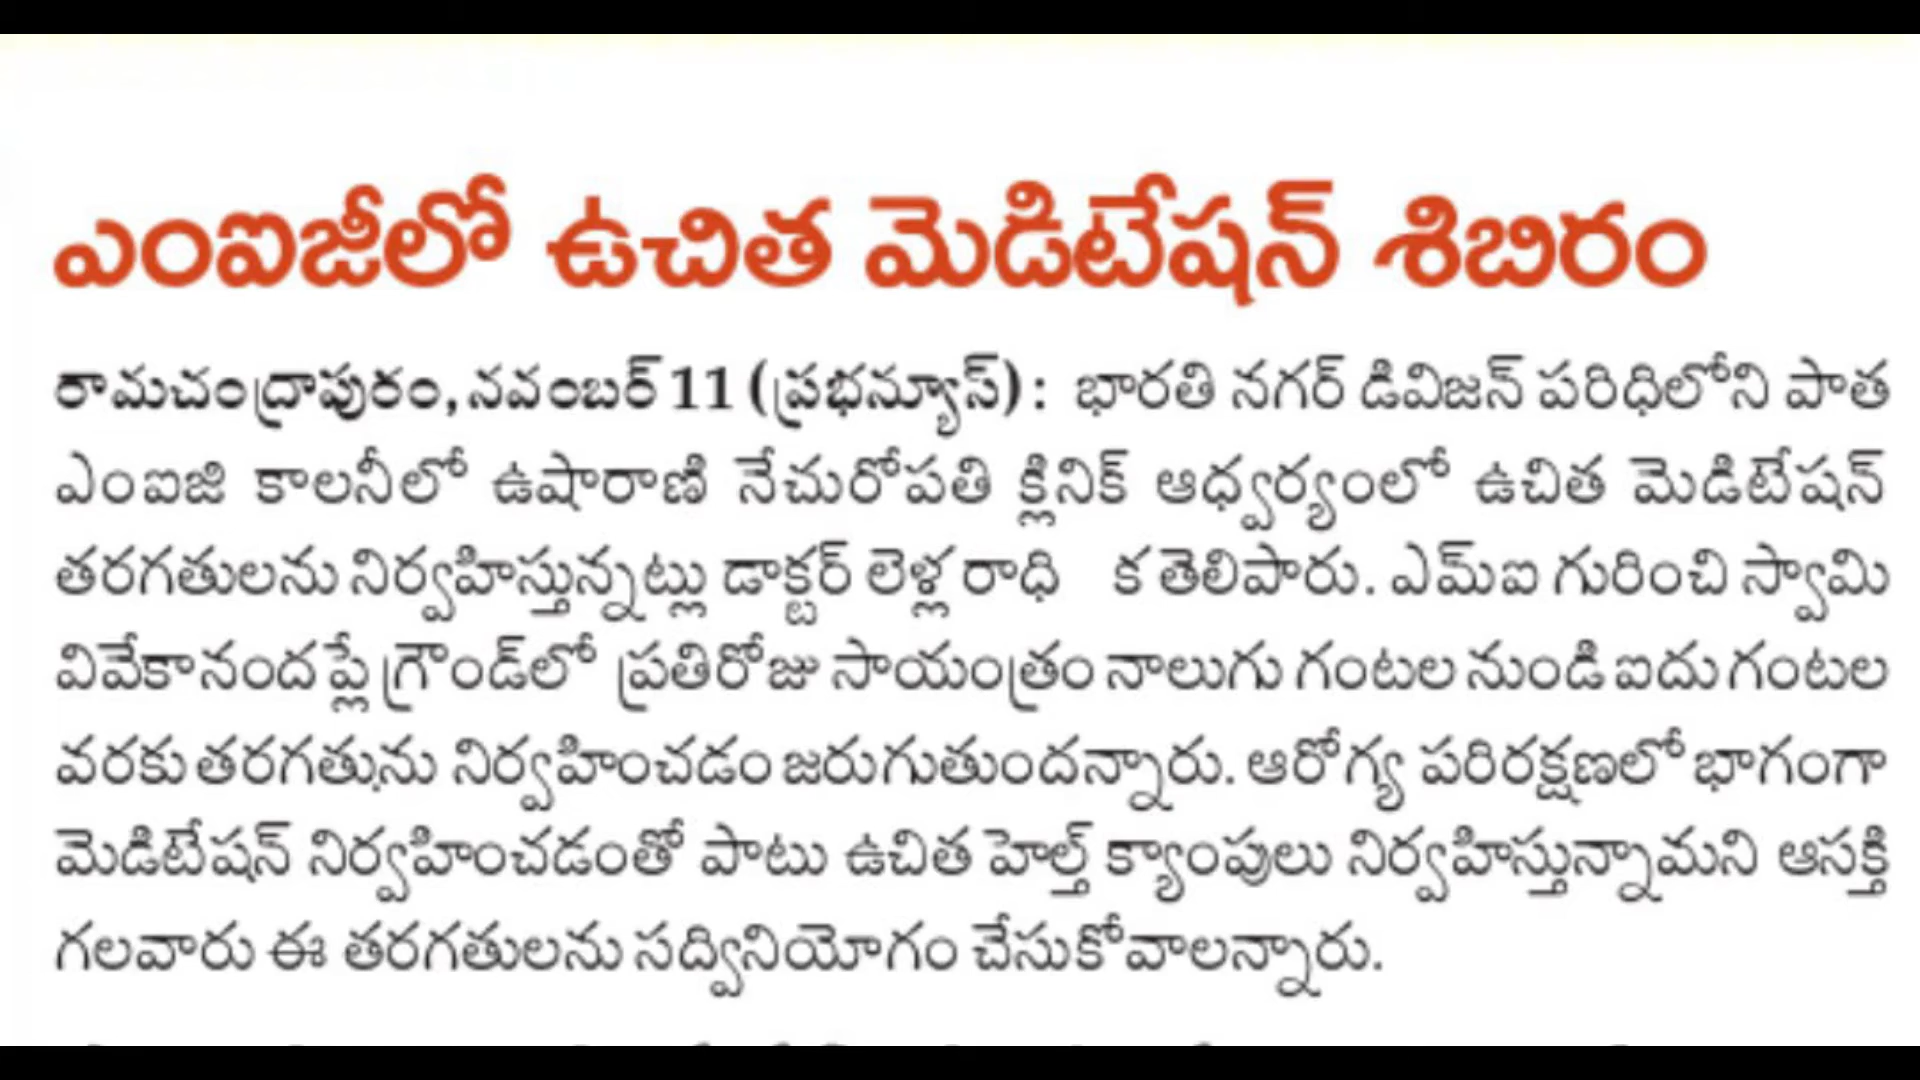 ఎంఐజీలో ఉచిత మెడిటేషన్ శిబిరం
రామచంద్రాపురం, నవంబర్ 11 (ప్రభన్యూస్) : భారతి నగర్ డివిజన్ పరిధిలోని పాత
ఎంఐజి కాలనీలో ఉషారాణి నేచురోపతి క్లినిక్ ఆధ్వర్యంలో ఉచిత మెడిటేషన్
తరగతులను నిర్వహిస్తున్నట్లు డాక్టర్ లెళ్ల రాధి క తెలిపారు. ఎమ్ఐ గురించి స్వామి
వివేకానంద ప్లే గ్రౌండ్‌లో ప్రతిరోజు సాయంత్రం నాలుగు గంటల నుండి ఐదు గంటల
వరకు తరగతును నిర్వహించడం జరుగుతుందన్నారు. ఆరోగ్య పరిరక్షణలో భాగంగా
మెడిటేషన్ నిర్వహించడంతో పాటు ఉచిత హెల్త్ క్యాంపులు నిర్వహిస్తున్నామని ఆసక్తి
గలవారు ఈ తరగతులను సద్వినియోగం చేసుకోవాలన్నారు.